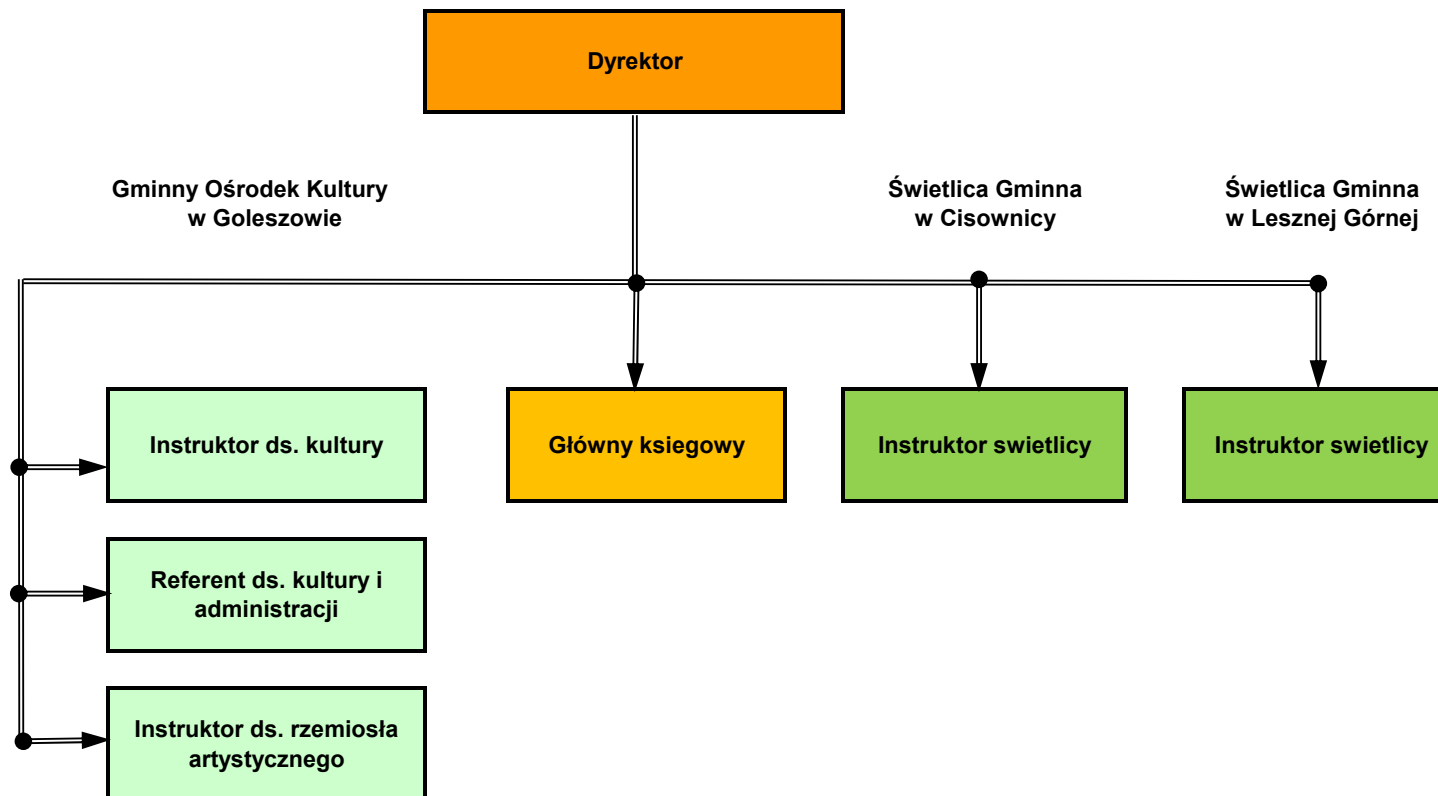 Dyrektor
Gminny Ośrodek Kultury
w Goleszowie
Świetlica Gminna
w Cisownicy
Świetlica Gminna
w Lesznej Górnej
Instruktor ds. kultury
Główny ksiegowy
Instruktor swietlicy
Instruktor swietlicy
Referent ds. kultury i
administracji
Instruktor ds. rzemiosła
artystycznego